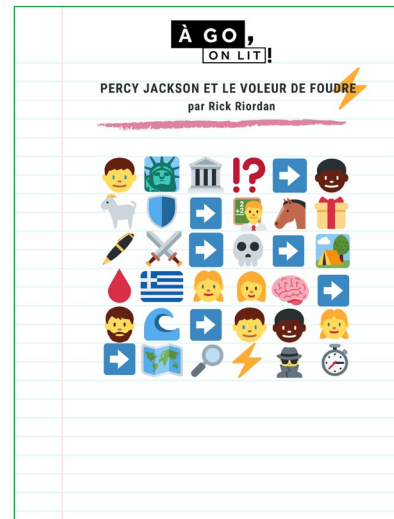 À GO,
ON LIT!
PERCY JACKSON ET LE VOLEUR DE FOUDRE
par Rick Riordan